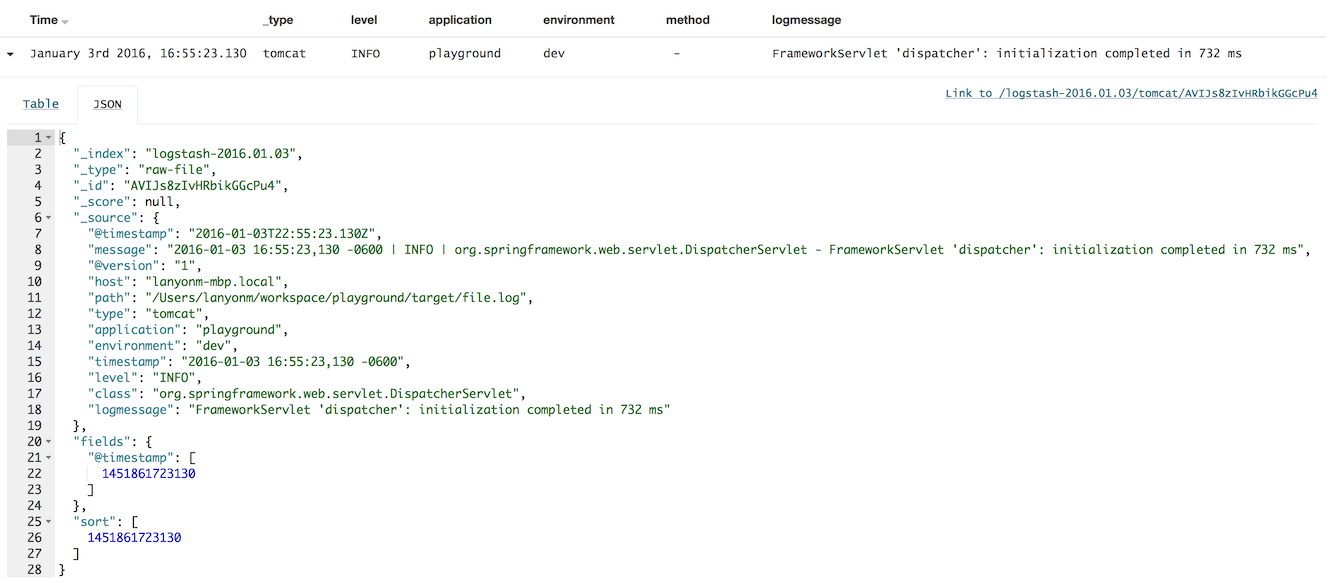 Time _type level application environment method logmessage
January 3rd 2016, 16:55:23.130 tomcat INFO playground dev – FrameworkServlet 'dispatcher': initialization completed in 732 ms
Link to /logstash-2016.01.03/tomcat/AVIJs8zIvHRbikGGcPu4
Table JSON
1 {
2 "_index": "logstash-2016.01.03",
3 "_type": "raw-file",
4 "_id": "AVIJs8zIvHRbikGGcPu4",
5 "_score": null,
6 "_source": {
7 "@timestamp": "2016-01-03T22:55:23.130Z",
8 "message": "2016-01-03 16:55:23,130 -0600 | INFO | org.springframework.web.servlet.DispatcherServlet - FrameworkServlet 'dispatcher': initialization completed in 732 ms",
9 "@version": "1",
10 "host": "lanyonm-mbp.local",
11 "path": "/Users/lanyonm/workspace/playground/target/file.log",
12 "type": "tomcat",
13 "application": "playground",
14 "environment": "dev",
15 "timestamp": "2016-01-03 16:55:23,130 -0600",
16 "level": "INFO",
17 "class": "org.springframework.web.servlet.DispatcherServlet",
18 "logmessage": "FrameworkServlet 'dispatcher': initialization completed in 732 ms"
19 },
20 "fields": {
21 "@timestamp": [
22 1451861723130
23 ]
24 },
25 "sort": [
26 1451861723130
27 ]
28 }